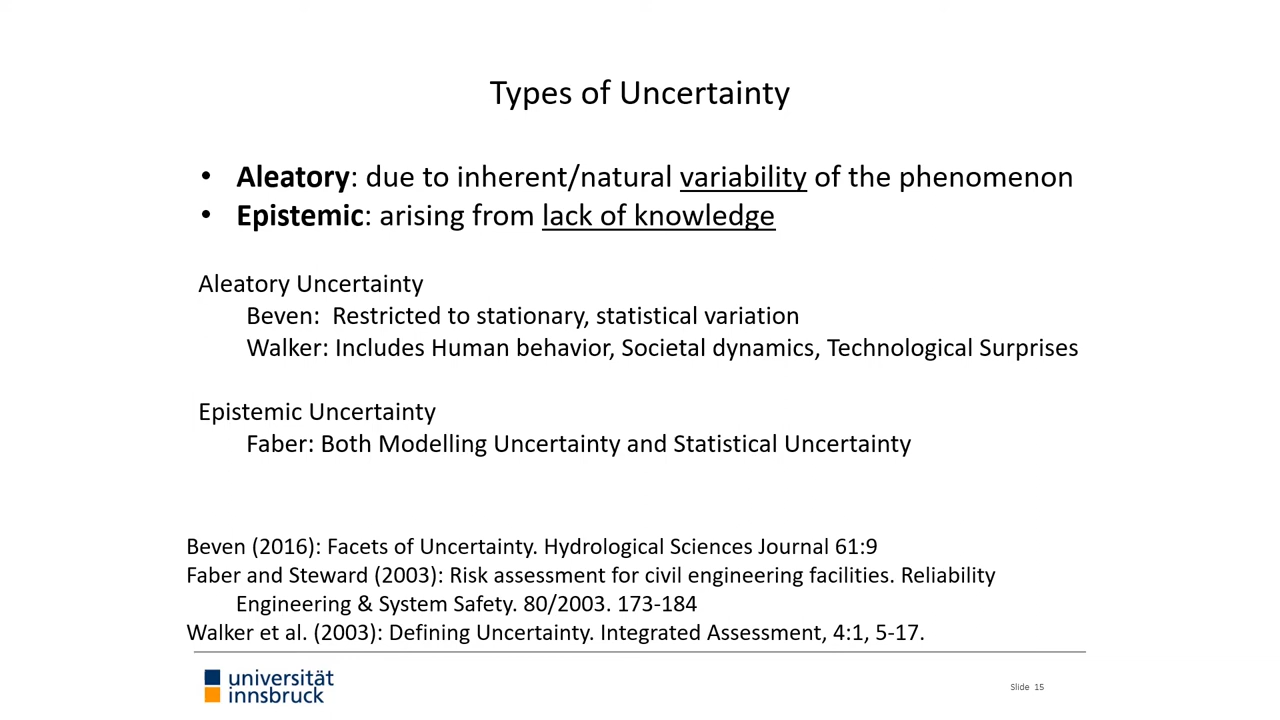 Types of Uncertainty
• Aleatory: due to inherent/natural variability of the phenomenon
• Epistemic: arising from lack of knowledge
Aleatory Uncertainty
Beven:  Restricted to stationary, statistical variation
Walker: Includes Human behavior, Societal dynamics, Technological Surprises
Epistemic Uncertainty
Faber: Both Modelling Uncertainty and Statistical Uncertainty
Beven (2016): Facets of Uncertainty. Hydrological Sciences Journal 61:9
Faber and Steward (2003): Risk assessment for civil engineering facilities. Reliability
Engineering & System Safety. 80/2003. 173-184
Walker et al. (2003): Defining Uncertainty. Integrated Assessment, 4:1, 5-17.
universität
innsbruck
Slide 15